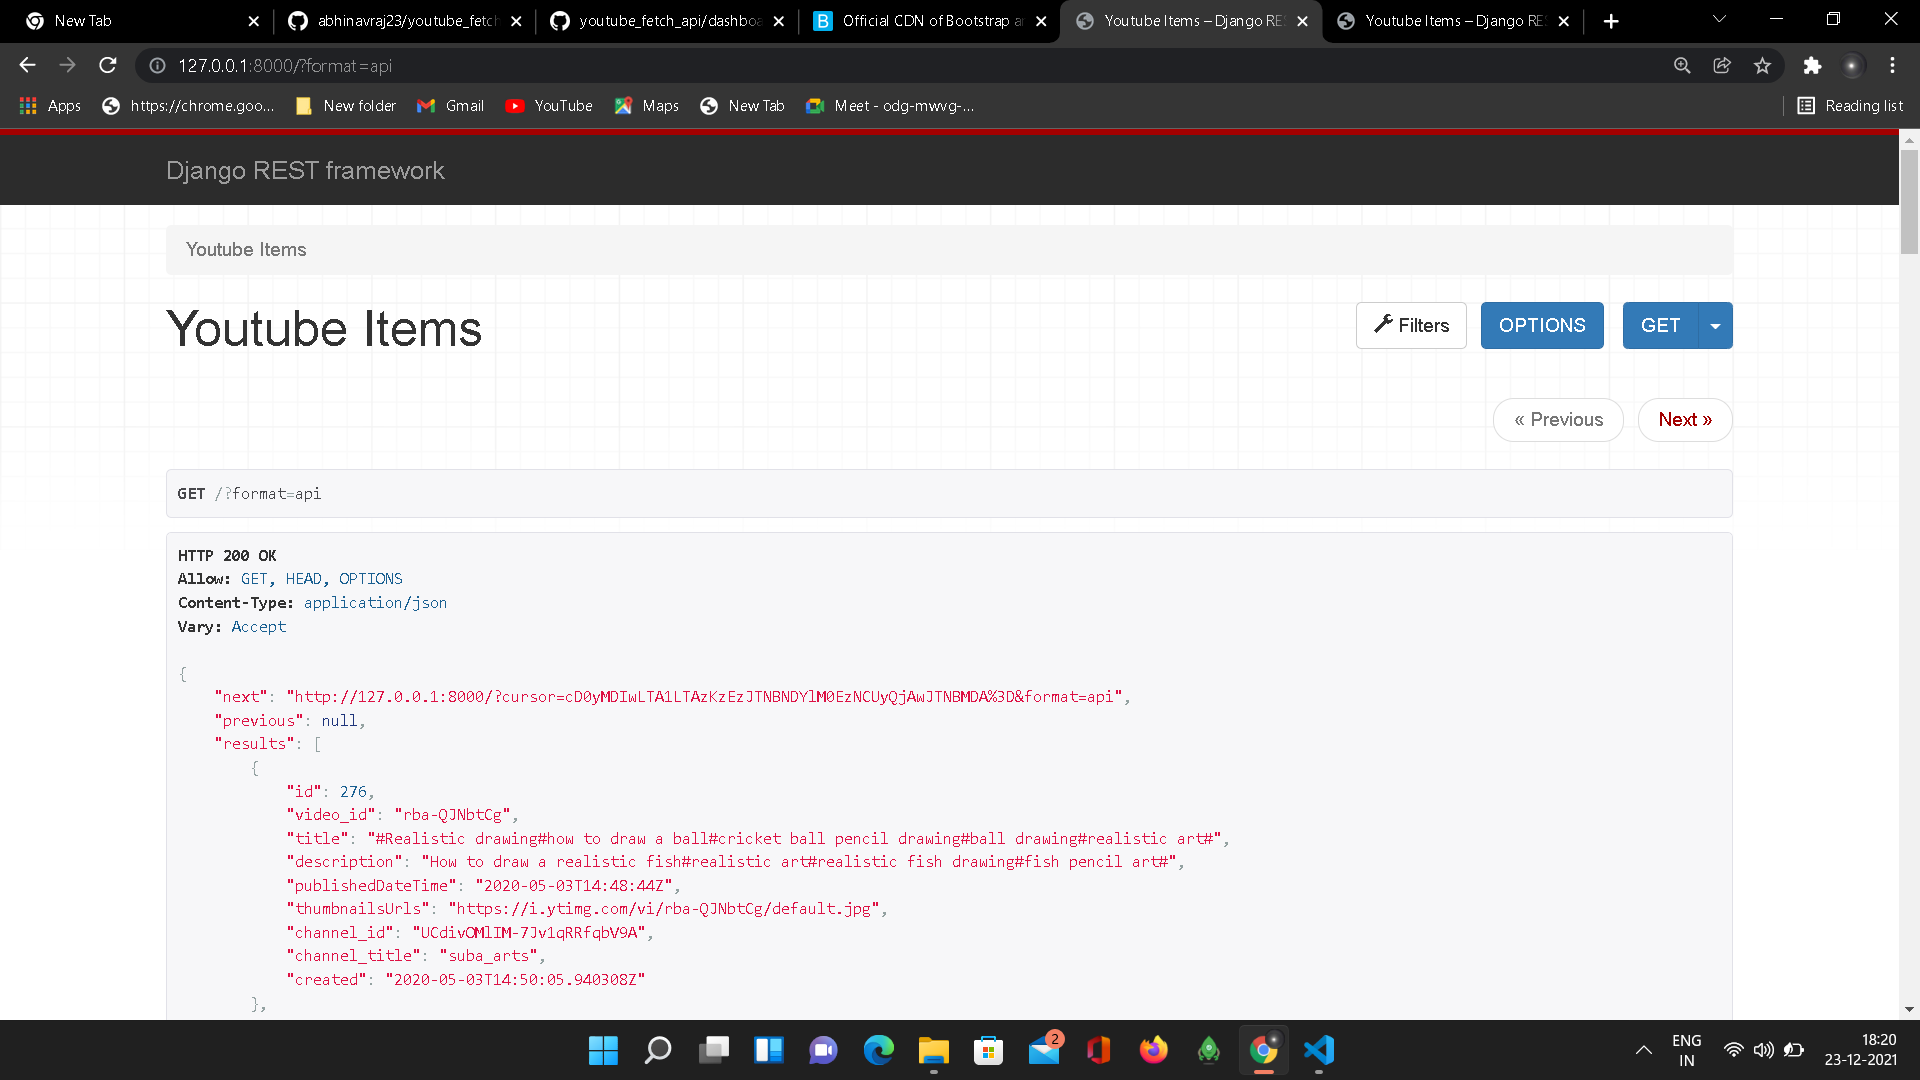 New Tab
abhinavraj23/youtube_fetch
youtube_fetch_api/dashboa
Official CDN of Bootstrap a
Youtube Items – Django RE
Youtube Items – Django RE
127.0.0.1:8000/?format=api
Apps
https://chrome.goo...
New folder
Gmail
YouTube
Maps
New Tab
Meet - odg-mwvg-...
Reading list
Django REST framework
Youtube Items
Youtube Items
Filters
OPTIONS
GET
« Previous
Next »
GET /?format=api
HTTP 200 OK
Allow: GET, HEAD, OPTIONS
Content-Type: application/json
Vary: Accept
{
"next": "http://127.0.0.1:8000/?cursor=cD0yMDIwLTA1LTAzKzEzJTNBNDYlM0EzNCUyQjAwJTNBMDA%3D&format=api",
"previous": null,
"results": [
{
"id": 276,
"video_id": "rba-QJNbtCg",
"title": "#Realistic drawing#how to draw a ball#cricket ball pencil drawing#ball drawing#realistic art#",
"description": "How to draw a realistic fish#realistic art#realistic fish drawing#fish pencil art#",
"publishedDateTime": "2020-05-03T14:48:44Z",
"thumbnailsUrls": "https://i.ytimg.com/vi/rba-QJNbtCg/default.jpg",
"channel_id": "UCdivOMlIM-7Jv1qRRfqbV9A",
"channel_title": "suba_arts",
"created": "2020-05-03T14:50:05.940308Z"
},
2
ENG
IN
18:20
23-12-2021